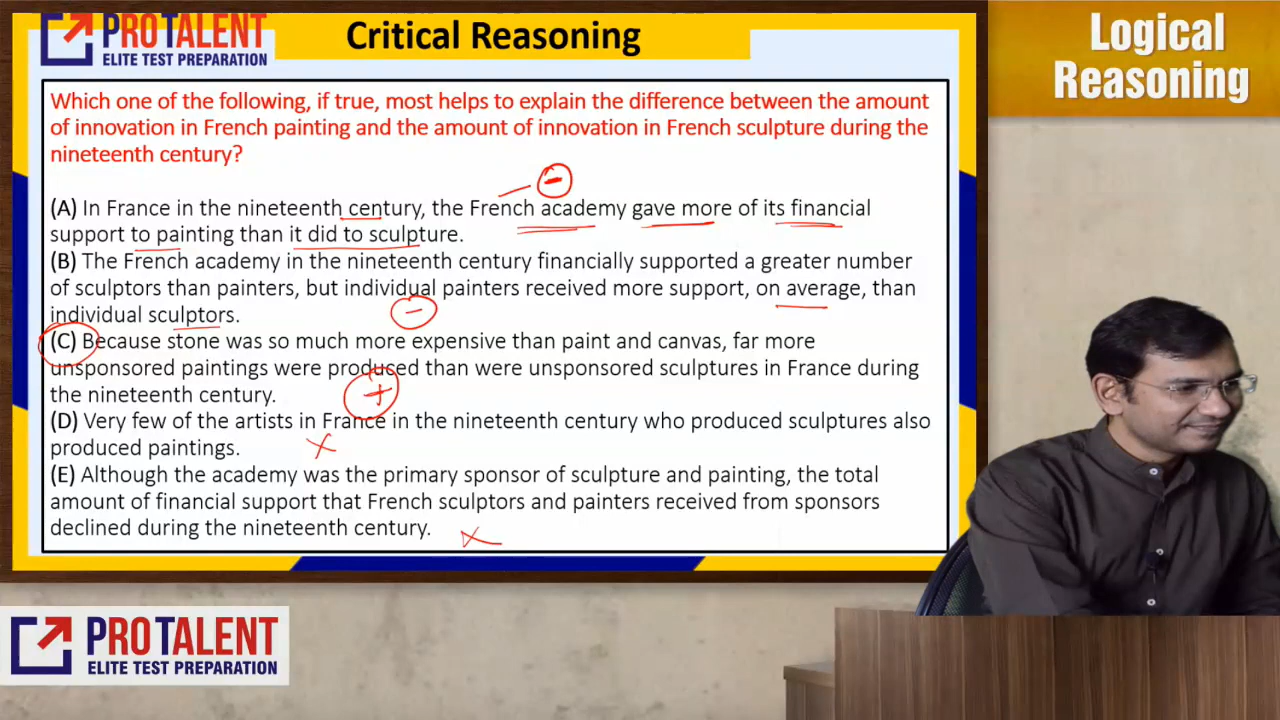 PROTALENT
ELITE TEST PREPARATION
Critical Reasoning
Logical
Reasoning
Which one of the following, if true, most helps to explain the difference between the amount
of innovation in French painting and the amount of innovation in French sculpture during the
nineteenth century?
(A) In France in the nineteenth century, the French academy gave more of its financial
support to painting than it did to sculpture.
(B) The French academy in the nineteenth century financially supported a greater number
of sculptors than painters, but individual painters received more support, on average, than
individual sculptors.
(C) Because stone was so much more expensive than paint and canvas, far more
unsponsored paintings were produced than were unsponsored sculptures in France during
the nineteenth century.
(D) Very few of the artists in France in the nineteenth century who produced sculptures also
produced paintings.
(E) Although the academy was the primary sponsor of sculpture and painting, the total
amount of financial support that French sculptors and painters received from sponsors
declined during the nineteenth century.
PROTALENT
ELITE TEST PREPARATION